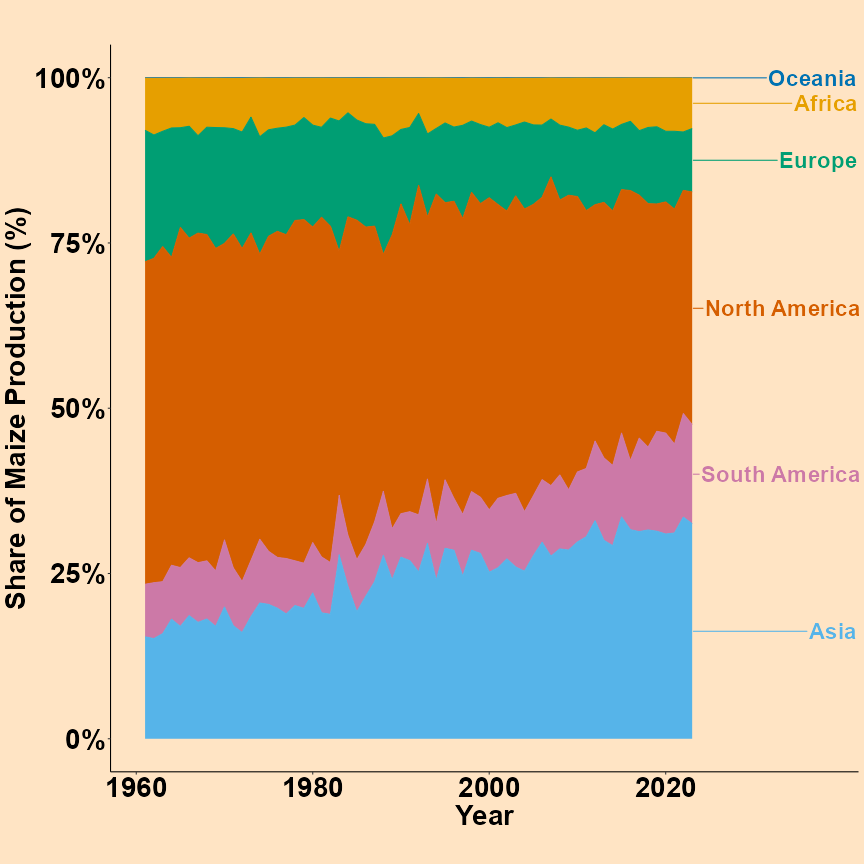 Share of Maize Production (%)
100%
75%
50%
25%
0%
1960
1980
2000
2020
Year
Oceania
Africa
Europe
North America
South America
Asia